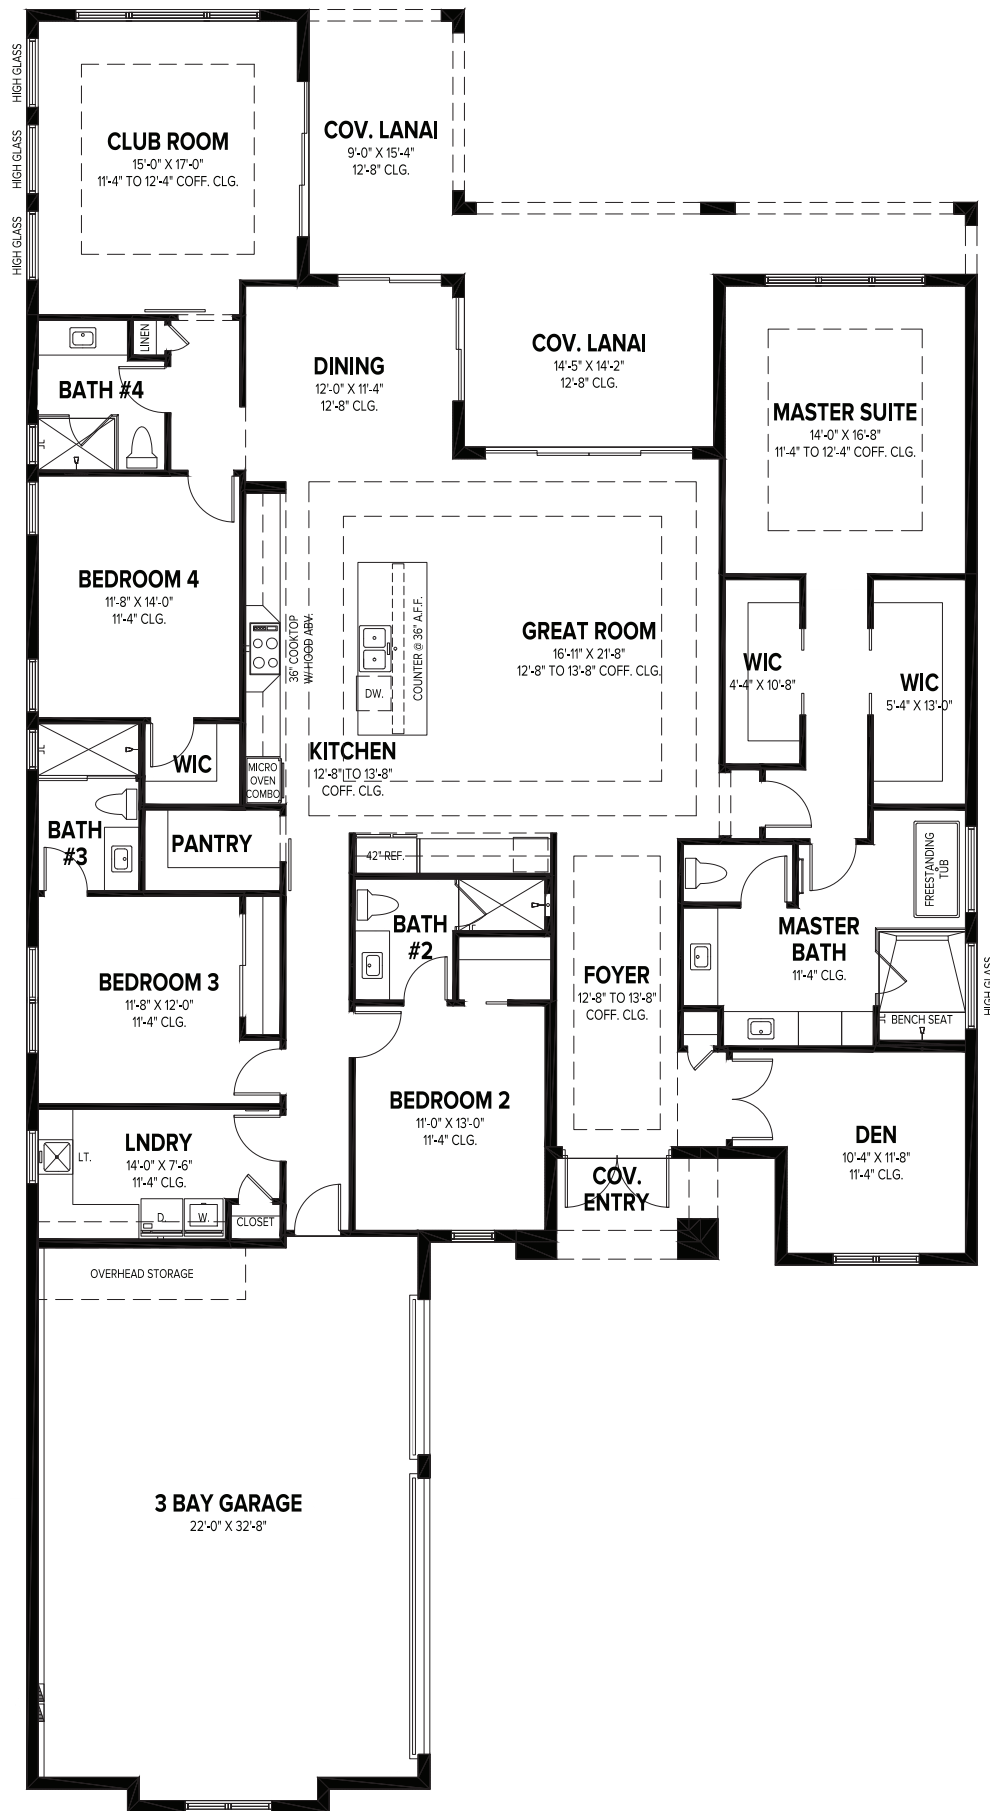 HIGH GLASS
HIGH GLASS
HIGH GLASS
CLUB ROOM
15'-0" X 17'-0"
11'-4" TO 12'-4" COFF. CLG.
COV. LANAI
9'-0" X 15'-4"
12'-8" CLG.
LINEN
BATH #4
DINING
12'-0" X 11'-4"
12'-8" CLG.
COV. LANAI
14'-5" X 14'-2"
12'-8" CLG.
MASTER SUITE
14'-0" X 16'-8"
11'-4" TO 12'-4" COFF. CLG.
BEDROOM 4
11'-8" X 14'-0"
11'-4" CLG.
36" COOKTOP
W/ HOOD ABV.
COUNTER @ 36" A.F.F.
DW.
GREAT ROOM
16'-11" X 21'-8"
12'-8" TO 13'-8" COFF. CLG.
WIC
4'-4" X 10'-8"
WIC
5'-4" X 13'-0"
WIC
MICRO
OVEN
COMBO
KITCHEN
12'-8" TO 13'-8"
COFF. CLG.
BATH
#3
PANTRY
42" REF.
BATH
#2
FREESTANDING
TUB
MASTER
BATH
11'-4" CLG.
HIGH GLASS
BENCH SEAT
BEDROOM 3
11'-8" X 12'-0"
11'-4" CLG.
FOYER
12'-8" TO 13'-8"
COFF. CLG.
BEDROOM 2
11'-0" X 13'-0"
11'-4" CLG.
LNDRY
14'-0" X 7'-6"
11'-4" CLG.
LT.
D.
W.
CLOSET
DEN
10'-4" X 11'-8"
11'-4" CLG.
COV.
ENTRY
OVERHEAD STORAGE
3 BAY GARAGE
22'-0" X 32'-8"